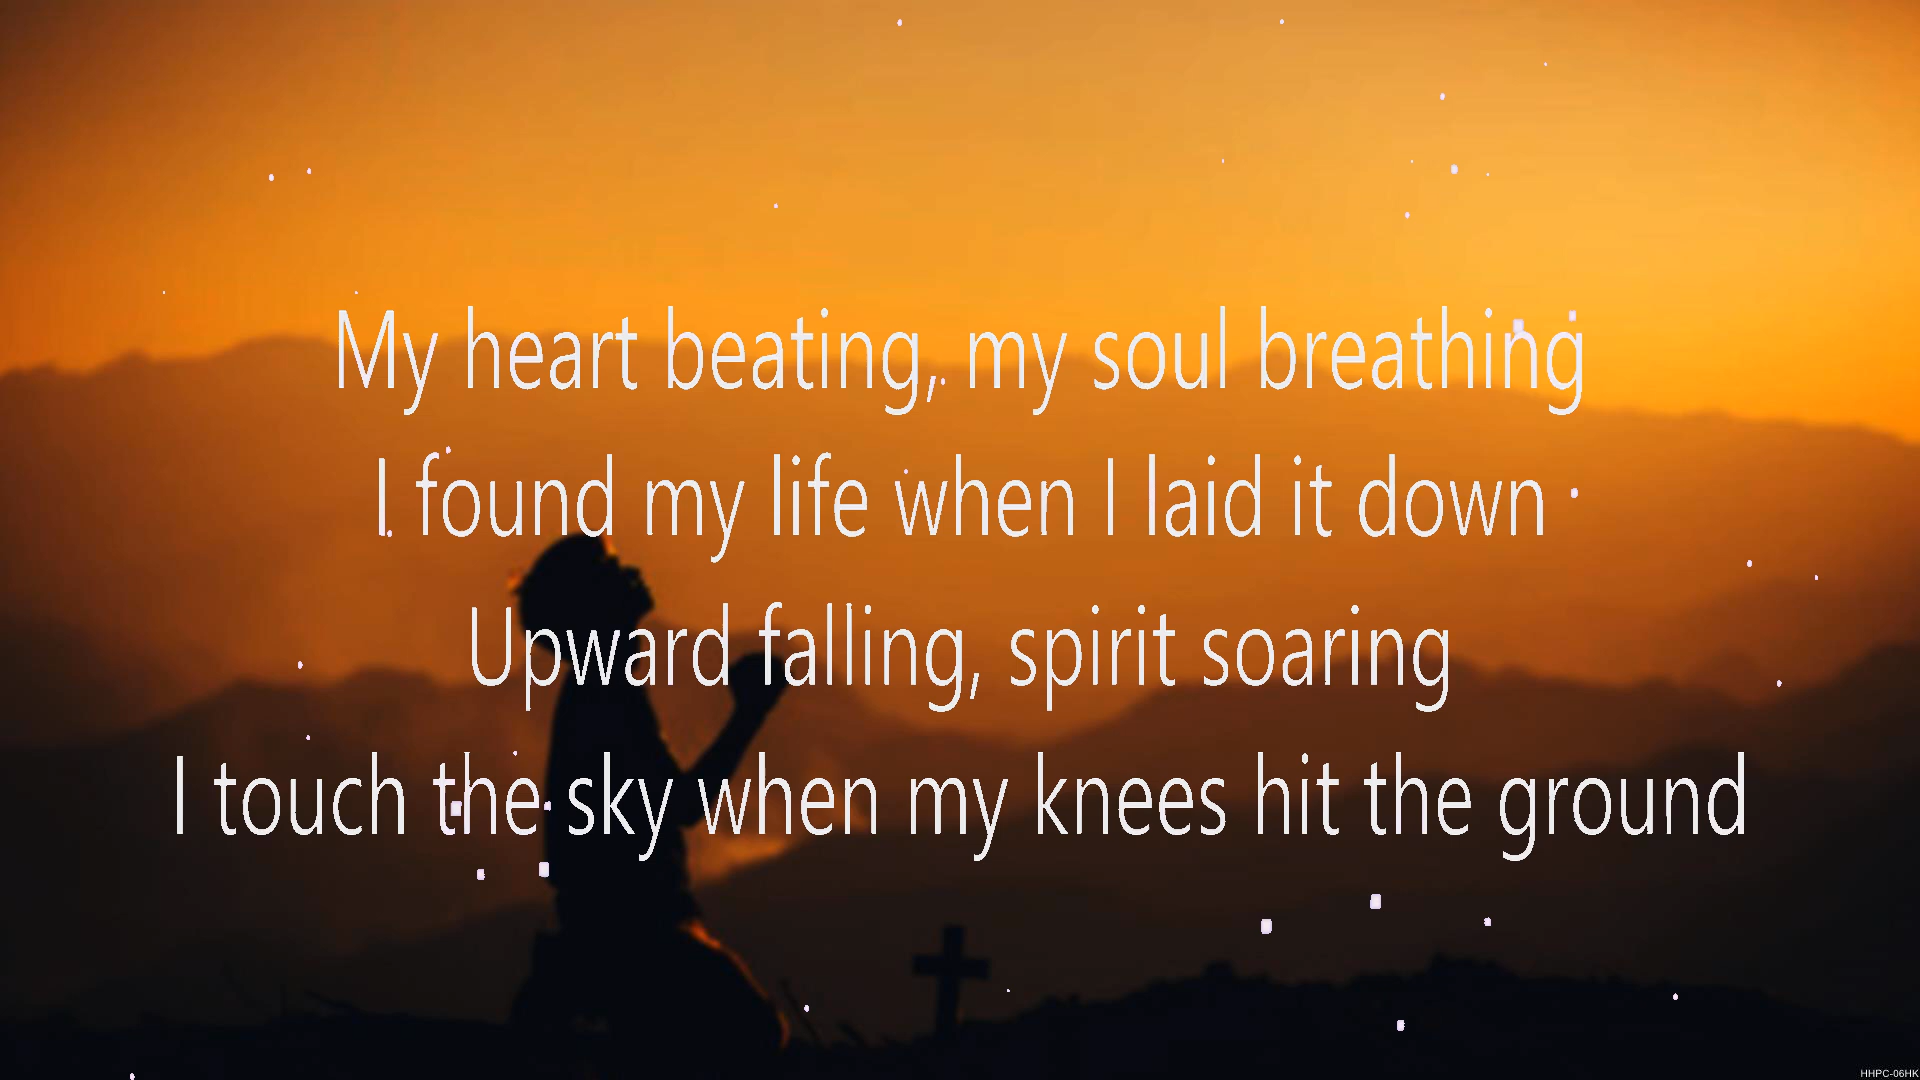 My heart beating, my soul breathing
I found my life when I laid it down
Upward falling, spirit soaring
I touch the sky when my knees hit the ground
HHPC-06HK